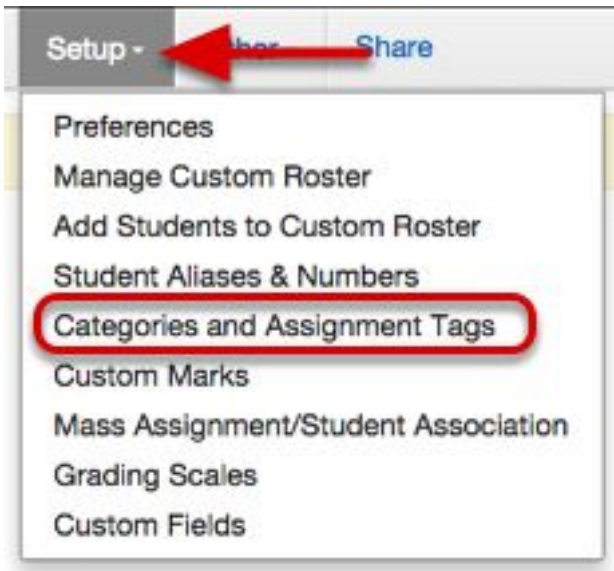 Setup Share
Preferences
Manage Custom Roster
Add Students to Custom Roster
Student Aliases & Numbers
Categories and Assignment Tags
Custom Marks
Mass Assignment/Student Association
Grading Scales
Custom Fields